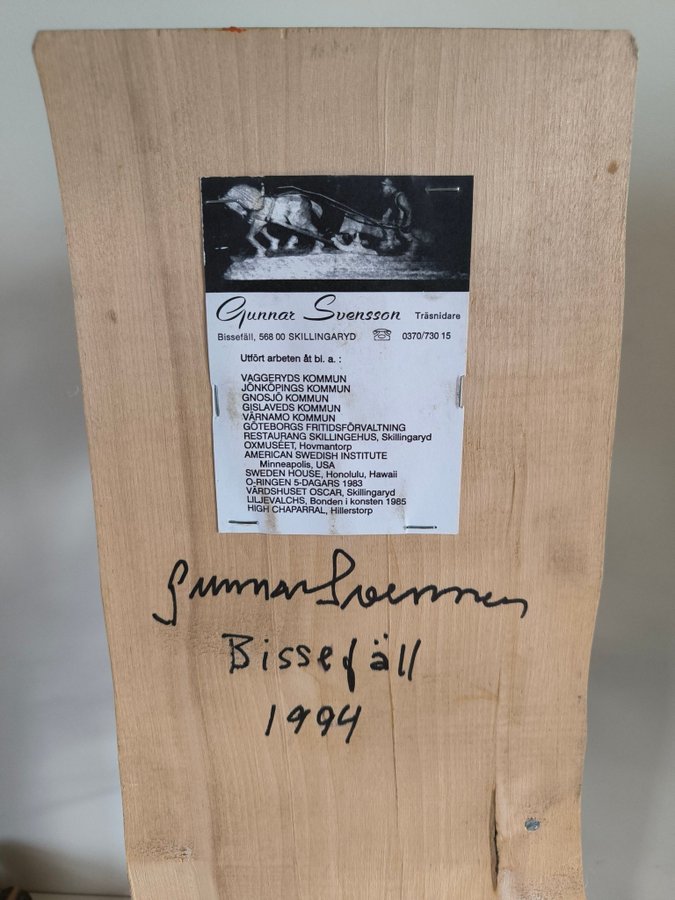 Gunnar Svensson Träsnidare
Bissefäll, 568 00 SKILLINGARYD ☎ 0370/730 15
Utfört arbeten åt bl. a. :
VAGGERYDS KOMMUN
JÖNKÖPINGS KOMMUN
GNOSJÖ KOMMUN
GISLAVEDS KOMMUN
VÄRNAMO KOMMUN
GÖTEBORGS FRITIDSFÖRVALTNING
RESTAURANG SKILLINGEHUS, Skillingaryd
OXMUSÉET, Hovmantorp
AMERICAN SWEDISH INSTITUTE
Minneapolis, USA
SWEDEN HOUSE, Honolulu, Hawaii
O-RINGEN 5-DAGARS 1983
VÄRDSHUSET OSCAR, Skillingaryd
LILJEVALCHS, Bonden i konsten 1985
HIGH CHAPARRAL, Hillerstorp
Gunnar Svensson
Bissefäll
1994